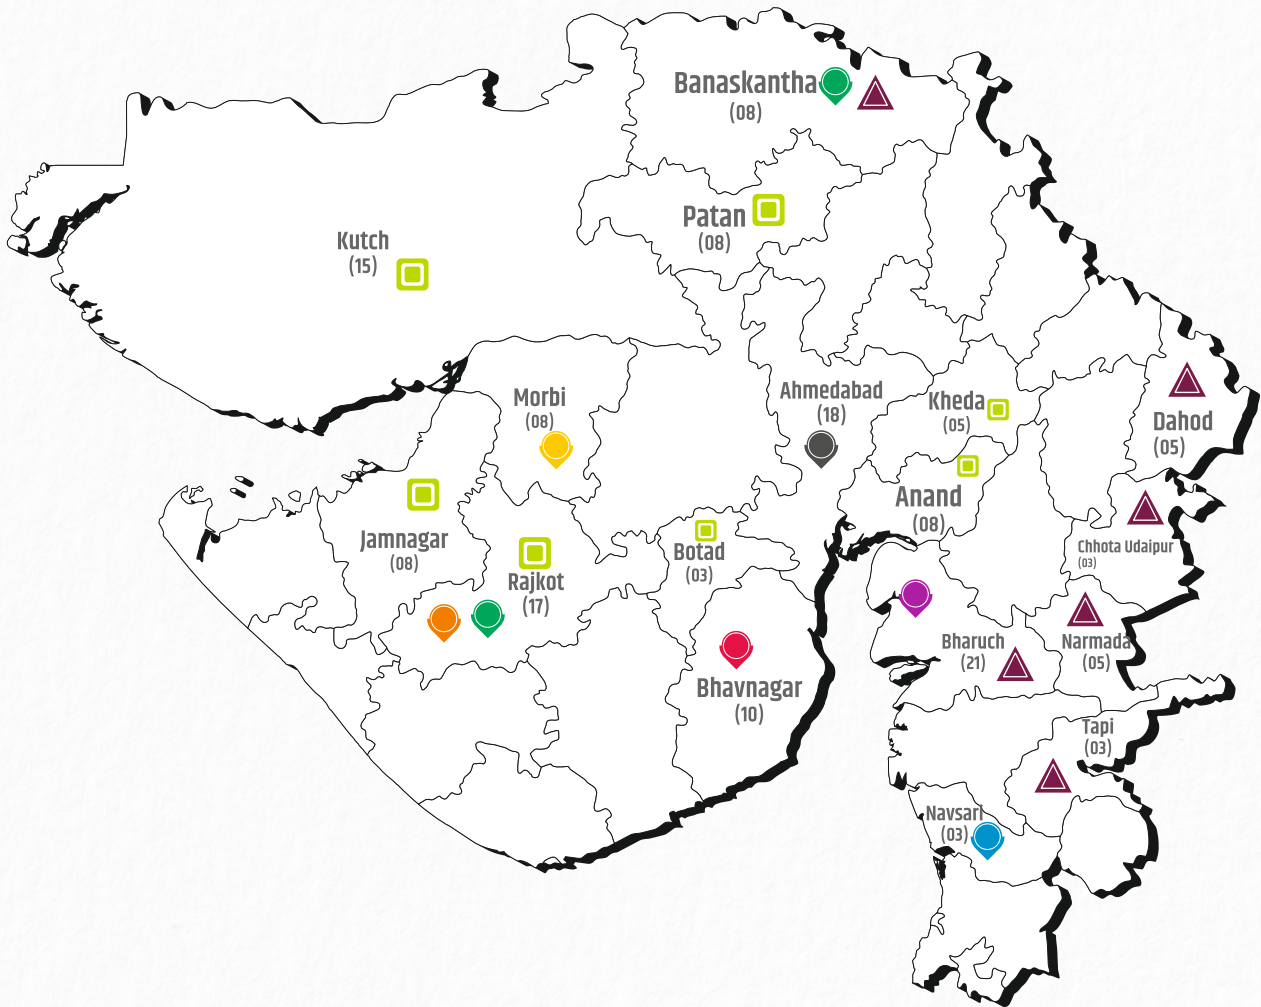 Banaskantha
(08)
Patan
(08)
Kutch
(15)
Morbi
(08)
Ahmedabad
(18)
Kheda
(05)
Dahod
(05)
Anand
(08)
Jamnagar
(08)
Botad
(03)
Chhota Udaipur
(03)
Rajkot
(17)
Bharuch
(21)
Narmada
(05)
Bhavnagar
(10)
Tapi
(03)
Navsari
(03)